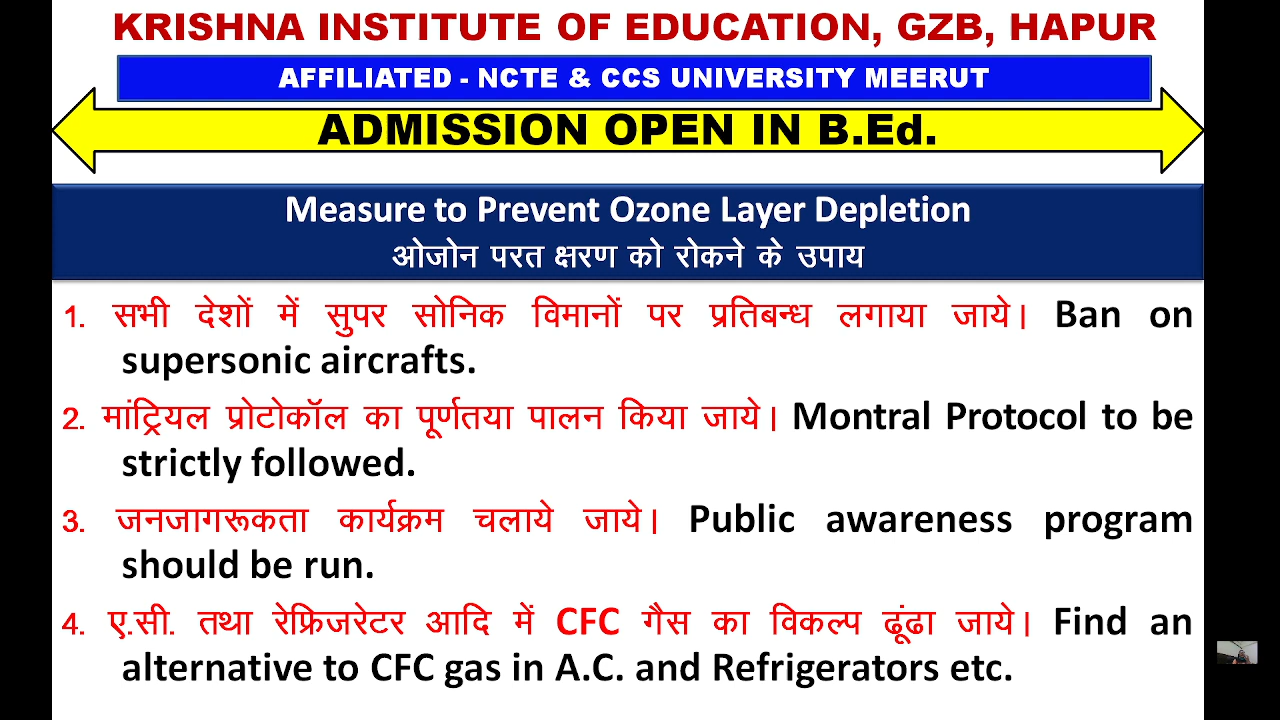 KRISHNA INSTITUTE OF EDUCATION, GZB, HAPUR
AFFILIATED - NCTE & CCS UNIVERSITY MEERUT
ADMISSION OPEN IN B.Ed.
Measure to Prevent Ozone Layer Depletion
ओजोन परत क्षरण को रोकने के उपाय
1. सभी देशों में सुपर सोनिक विमानों पर प्रतिबन्ध लगाया जाये। Ban on
supersonic aircrafts.
2. मांट्रियल प्रोटोकॉल का पूर्णतया पालन किया जाये। Montral Protocol to be
strictly followed.
3. जनजागरूकता कार्यक्रम चलाये जाये। Public awareness program
should be run.
4. ए.सी. तथा रेफ्रिजरेटर आदि में CFC गैस का विकल्प ढूंढा जाये। Find an
alternative to CFC gas in A.C. and Refrigerators etc.